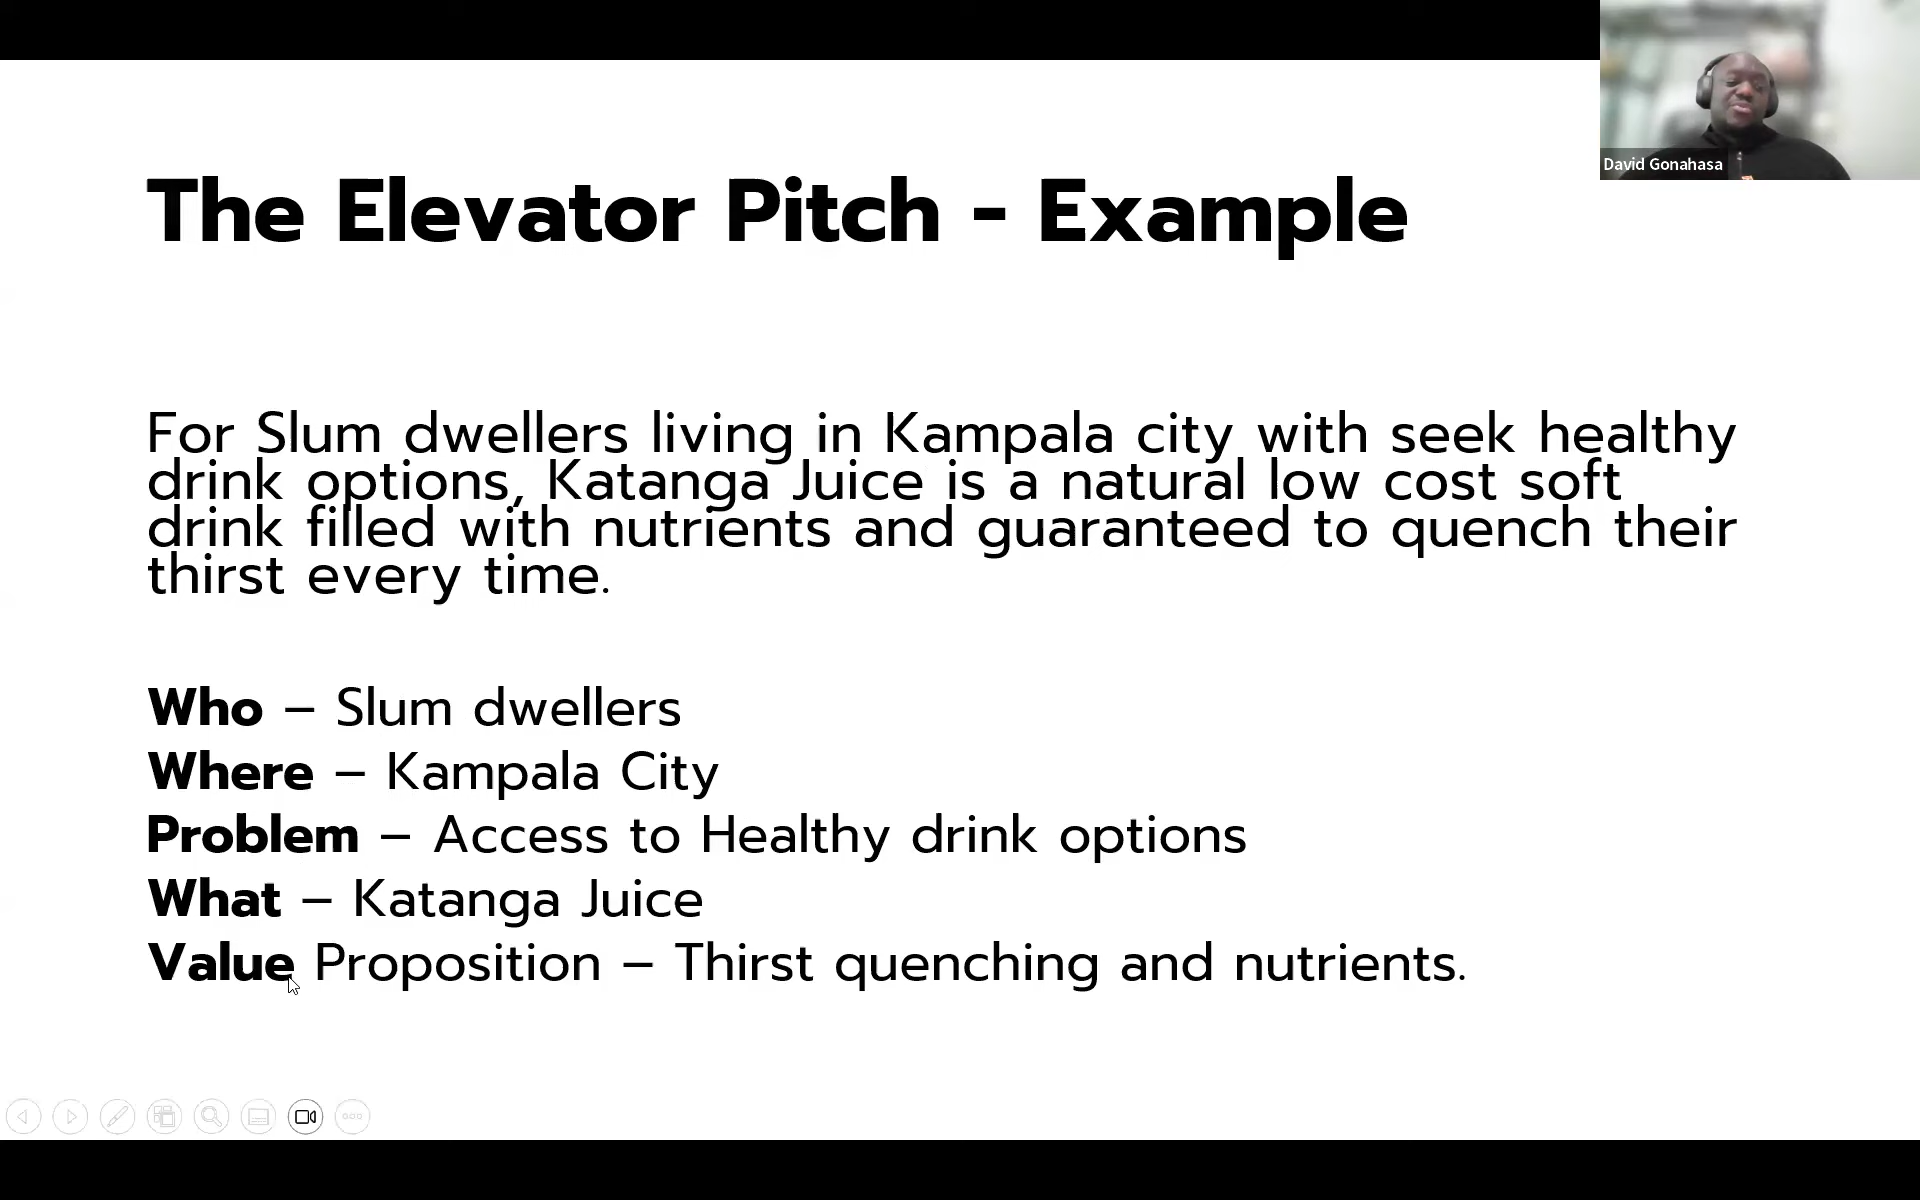 David Gonahasa
The Elevator Pitch - Example
For Slum dwellers living in Kampala city with seek healthy
drink options, Katanga Juice is a natural low cost soft
drink filled with nutrients and guaranteed to quench their
thirst every time.
Who – Slum dwellers
Where – Kampala City
Problem – Access to Healthy drink options
What – Katanga Juice
Value Proposition – Thirst quenching and nutrients.